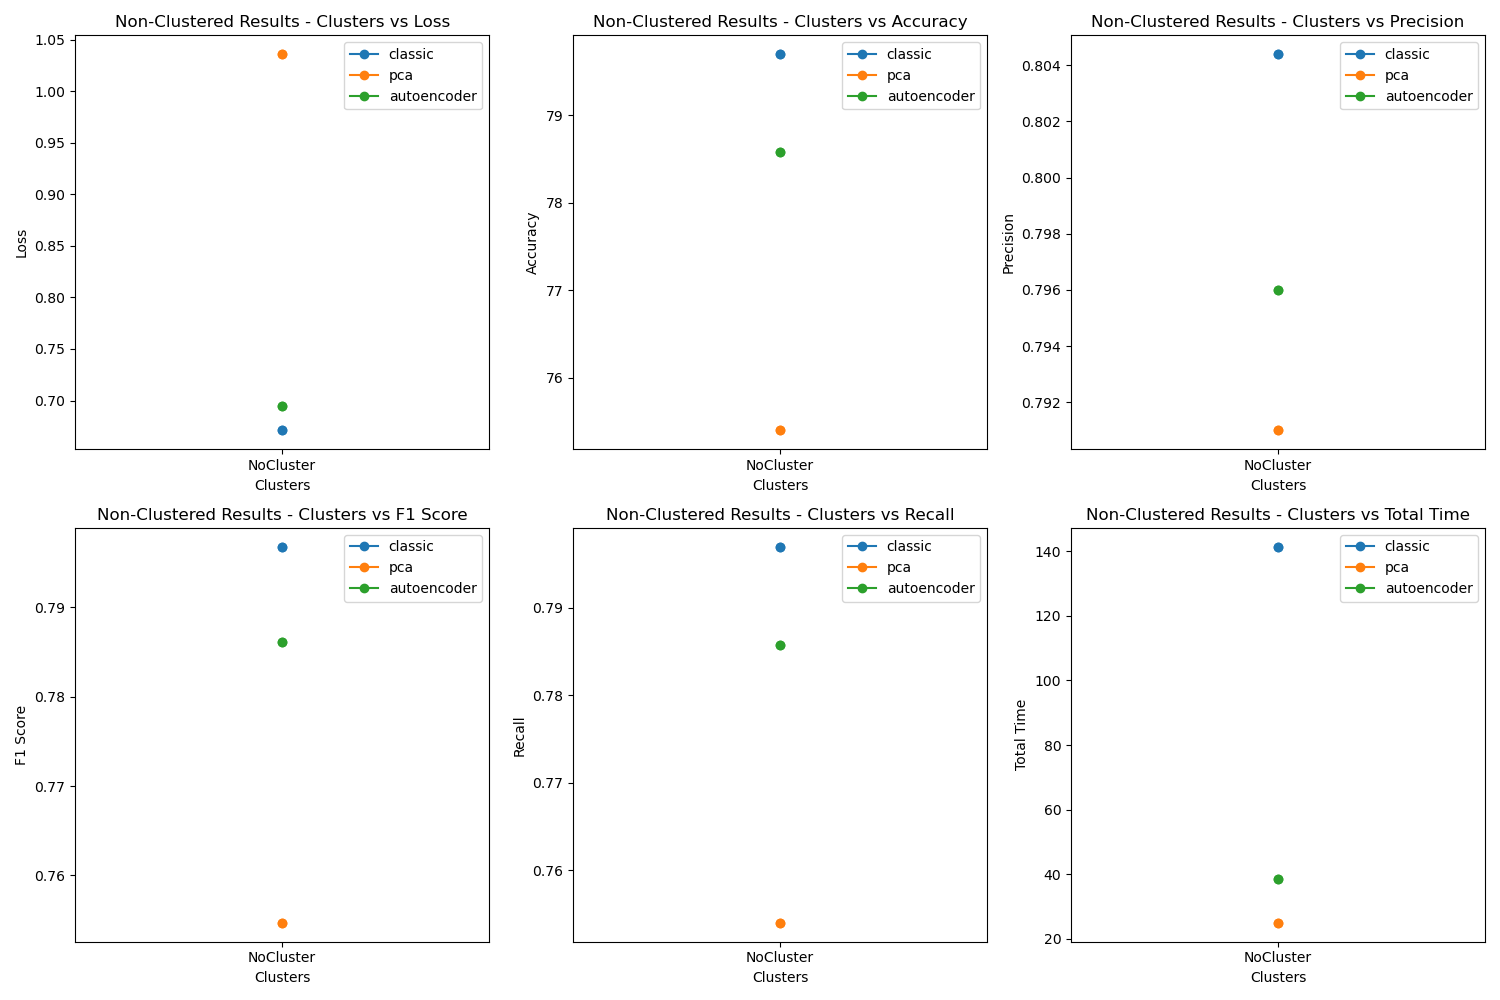 Non-Clustered Results - Clusters vs Loss
1.05
1.00
0.95
0.90
0.85
0.80
0.75
0.70
Loss
NoCluster
Clusters
classic
pca
autoencoder
Non-Clustered Results - Clusters vs Accuracy
79
78
77
76
Accuracy
NoCluster
Clusters
classic
pca
autoencoder
Non-Clustered Results - Clusters vs Precision
0.804
0.802
0.800
0.798
0.796
0.794
0.792
Precision
NoCluster
Clusters
classic
pca
autoencoder
Non-Clustered Results - Clusters vs F1 Score
0.79
0.78
0.77
0.76
F1 Score
NoCluster
Clusters
classic
pca
autoencoder
Non-Clustered Results - Clusters vs Recall
0.79
0.78
0.77
0.76
Recall
NoCluster
Clusters
classic
pca
autoencoder
Non-Clustered Results - Clusters vs Total Time
140
120
100
80
60
40
20
Total Time
NoCluster
Clusters
classic
pca
autoencoder